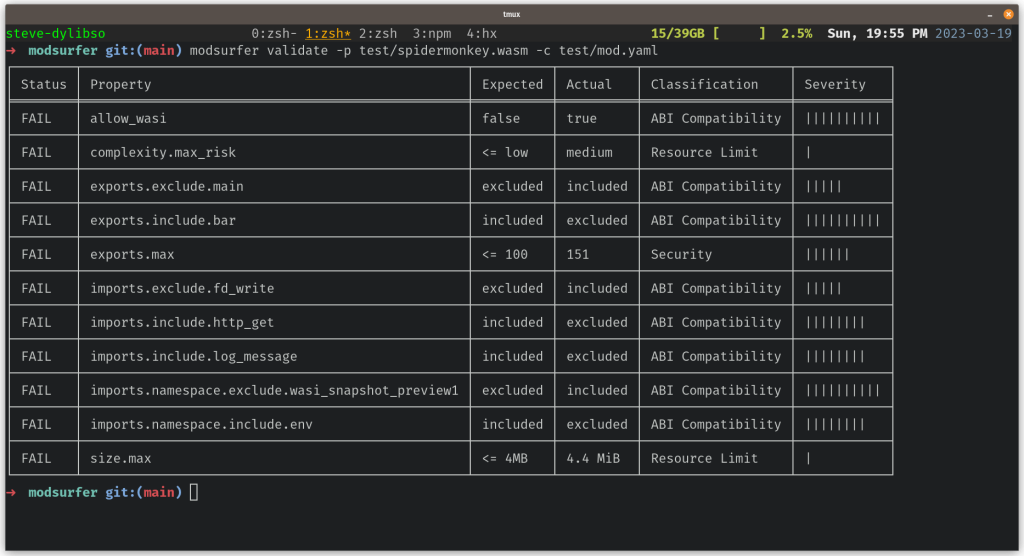 tmux
steve-dylibso 0:zsh- 1:zsh* 2:zsh 3:npm 4:hx 15/39GB [ ] 2.5% Sun, 19:55 PM 2023-03-19
→ modsurfer git:(main) modsurfer validate -p test/spidermonkey.wasm -c test/mod.yaml
Status Property Expected Actual Classification Severity
FAIL allow_wasi false true ABI Compatibility ||||||||||
FAIL complexity.max_risk <= low medium Resource Limit |
FAIL exports.exclude.main excluded included ABI Compatibility |||||
FAIL exports.include.bar included excluded ABI Compatibility ||||||||||
FAIL exports.max <= 100 151 Security ||||||
FAIL imports.exclude.fd_write excluded included ABI Compatibility |||||
FAIL imports.include.http_get included excluded ABI Compatibility ||||||||
FAIL imports.include.log_message included excluded ABI Compatibility ||||||||
FAIL imports.namespace.exclude.wasi_snapshot_preview1 excluded included ABI Compatibility ||||||||||
FAIL imports.namespace.include.env included excluded ABI Compatibility ||||||||
FAIL size.max <= 4MB 4.4 MiB Resource Limit |
→ modsurfer git:(main)